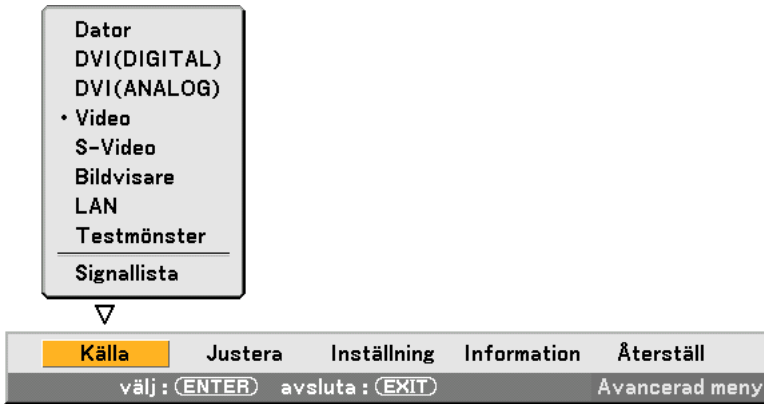 Dator
DVI(DIGITAL)
DVI(ANALOG)
• Video
S-Video
Bildvisare
LAN
Testmönster
Signallista
Källa Justera Inställning Information Återställ
välj : ENTER avsluta : EXIT Avancerad meny